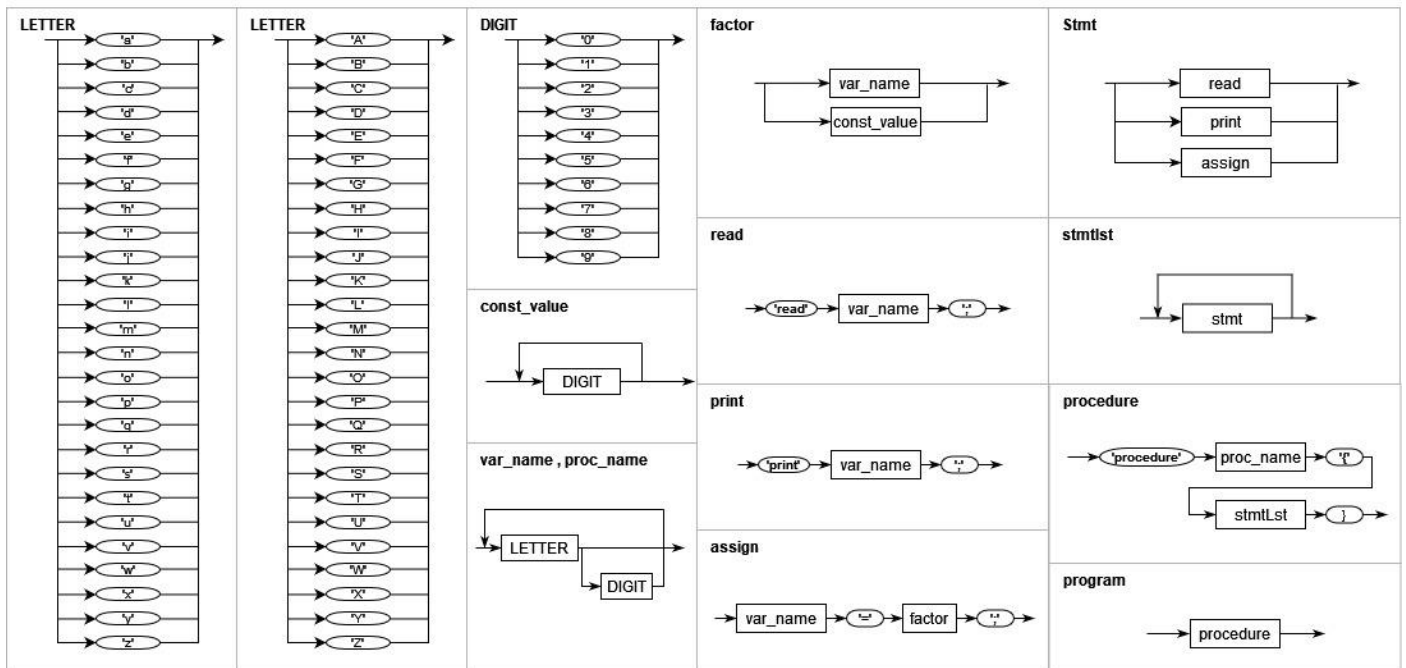 LETTER
"a"
"b"
"c"
"d"
"e"
"f"
"g"
"h"
"i"
"j"
"k"
"l"
"m"
"n"
"o"
"p"
"q"
"r"
"s"
"t"
"u"
"v"
"w"
"x"
"y"
"z"
LETTER
"A"
"B"
"C"
"D"
"E"
"F"
"G"
"H"
"I"
"J"
"K"
"L"
"M"
"N"
"O"
"P"
"Q"
"R"
"S"
"T"
"U"
"V"
"W"
"X"
"Y"
"Z"
DIGIT
"0"
"1"
"2"
"3"
"4"
"5"
"6"
"7"
"8"
"9"
const_value
DIGIT
var_name , proc_name
LETTER
DIGIT
factor
var_name
const_value
read
'read" var_name ";"
print
'print" var_name ";"
assign
var_name "=" factor ";"
Stmt
read
print
assign
stmtlst
stmt
procedure
'procedure' proc_name "{"
stmtLst }
program
procedure